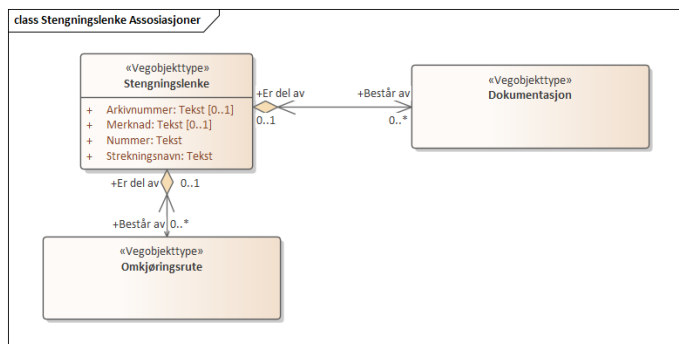 class Stengningslenke Assosiasjoner
«Vegobjekttype»
Stengningslenke
+ Arkivnummer: Tekst [0..1]
+ Merknad: Tekst [0..1]
+ Nummer: Tekst
+ Strekningsnavn: Tekst
+Er del av
0..1
+Består av
0..*
«Vegobjekttype»
Dokumentasjon
+Er del av 0..1
+Består av 0..*
«Vegobjekttype»
Omkjøringsrute